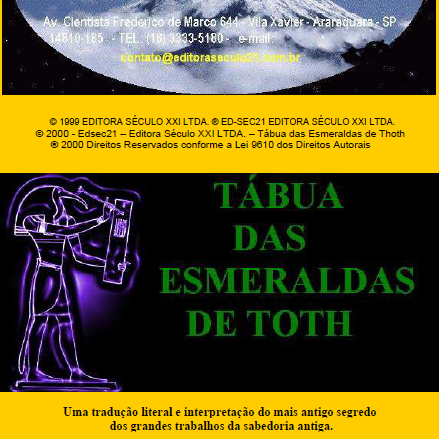 Av. Cientista Frederico de Marco 644 - Vila Xavier - Araraquara - SP
14810-185 - TEL: (16) 3333-5180 - e-mail:
contato@editoraseculo21.com.br
© 1999 EDITORA SÉCULO XXI LTDA. ® ED-SEC21 EDITORA SÉCULO XXI LTDA.
© 2000 - Edsec21 – Editora Século XXI LTDA. – Tábua das Esmeraldas de Thoth
® 2000 Direitos Reservados conforme a Lei 9610 dos Direitos Autorais
TÁBUA
DAS
ESMERALDAS
DE TOTH
Uma tradução literal e interpretação do mais antigo segredo
dos grandes trabalhos da sabedoria antiga.